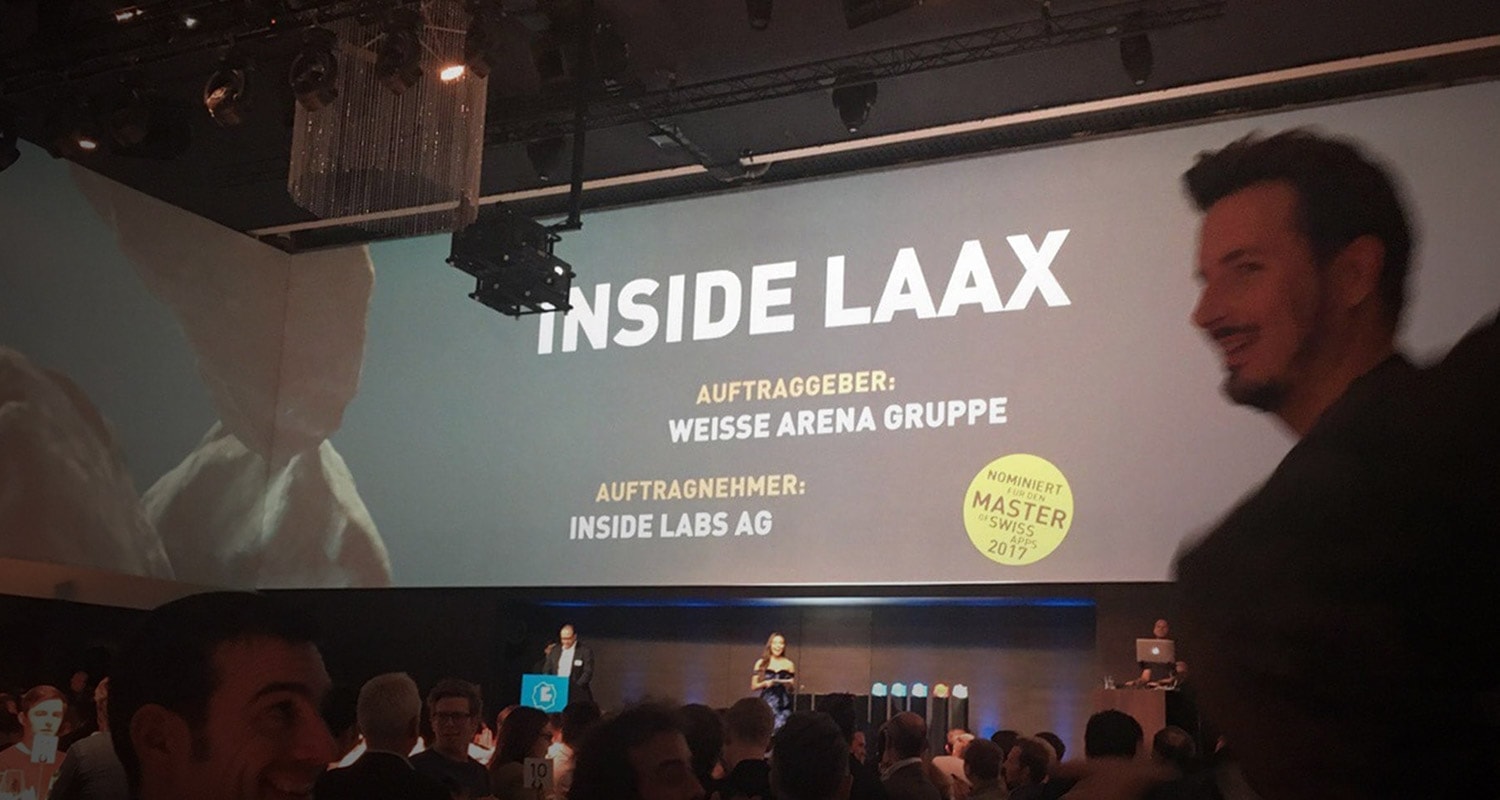 INSIDE LAAX
AUFTRAGGEBER:
WEISSE ARENA GRUPPE
AUFTRAGNEHMER:
INSIDE LABS AG
NOMINIERT
FÜR DEN
MASTER
OF SWISS
APPS
2017
10